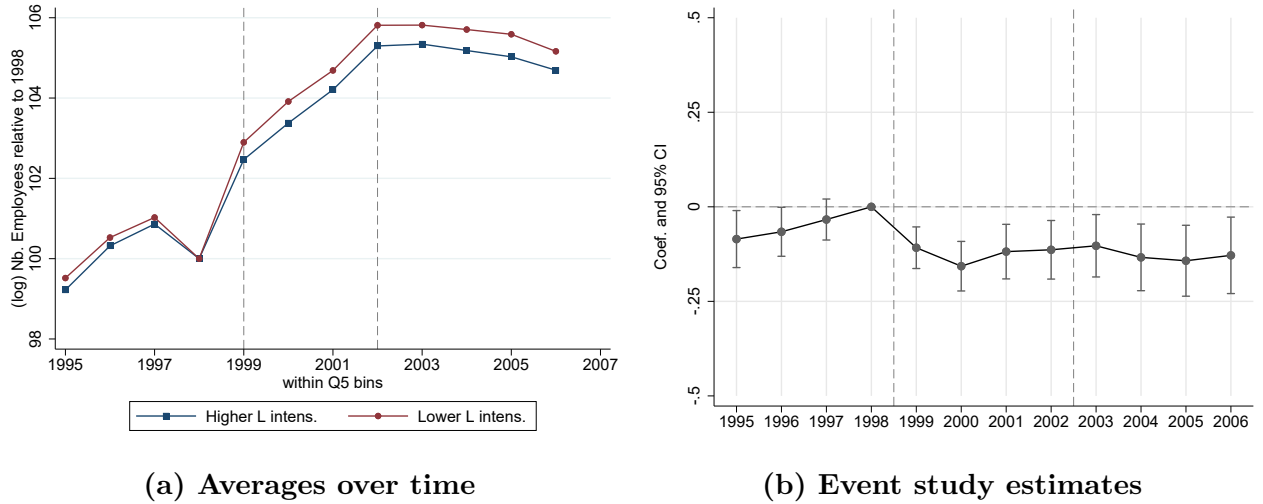 (log) Nb. Employees relative to 1998
106
104
102
100
98
1995 1997 1999 2001 2003 2005 2007
within Q5 bins
Higher L intens. Lower L intens.
(a) Averages over time
Coef. and 95% CI
.5
.25
0
-.25
-.5
1995 1996 1997 1998 1999 2000 2001 2002 2003 2004 2005 2006
(b) Event study estimates